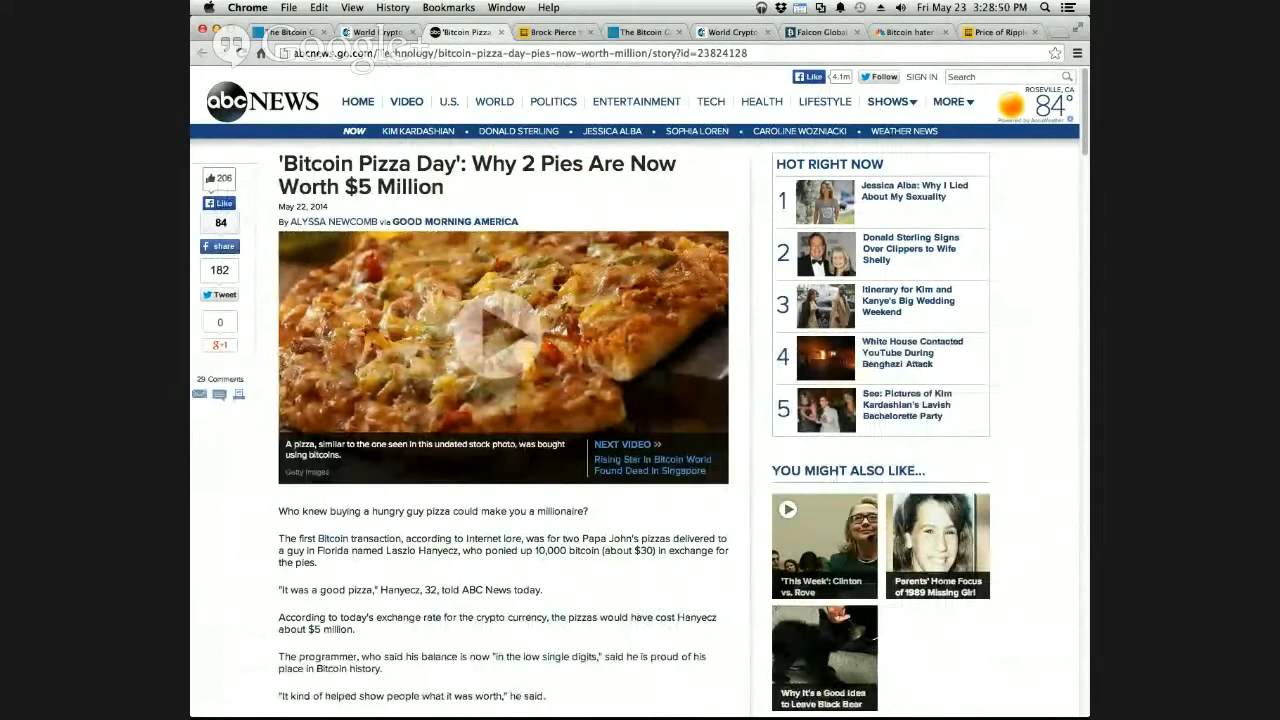 Chrome File Edit View History Bookmarks Window Help Fri May 23 3:28:50 PM
The Bitcoin World Crypto 'Bitcoin Pizza Brock Pierce The Bitcoin World Crypto Falcon Global Bitcoin hater Price of Ripple
Google+
abcnews.go.com/Technology/bitcoin-pizza-day-pies-now-worth-million/story?id=23824128
Like 4.1m Follow SIGN IN Search
abc NEWS
HOME VIDEO U.S. WORLD POLITICS ENTERTAINMENT TECH HEALTH LIFESTYLE SHOWS MORE
ROSEVILLE, CA
84°
Powered by AccuWeather
NOW KIM KARDASHIAN • DONALD STERLING • JESSICA ALBA • SOPHIA LOREN • CAROLINE WOZNIACKI • WEATHER NEWS
206
Like
84
share
182
Tweet
0
g+1
29 Comments
'Bitcoin Pizza Day': Why 2 Pies Are Now
Worth $5 Million
May 22, 2014
By ALYSSA NEWCOMB via GOOD MORNING AMERICA
A pizza, similar to the one seen in this undated stock photo, was bought
using bitcoins.
Getty Images
NEXT VIDEO »
Rising Star In Bitcoin World
Found Dead In Singapore
Who knew buying a hungry guy pizza could make you a millionaire?
The first Bitcoin transaction, according to Internet lore, was for two Papa John's pizzas delivered to
a guy in Florida named Laszlo Hanyecz, who ponied up 10,000 bitcoin (about $30) in exchange for
the pies.
"It was a good pizza," Hanyecz, 32, told ABC News today.
According to today's exchange rate for the crypto currency, the pizzas would have cost Hanyecz
about $5 million.
The programmer, who said his balance is now "in the low single digits," said he is proud of his
place in Bitcoin history.
"It kind of helped show people what it was worth," he said.
HOT RIGHT NOW
1 Jessica Alba: Why I Lied
About My Sexuality
2 Donald Sterling Signs
Over Clippers to Wife
Shelly
3 Itinerary for Kim and
Kanye's Big Wedding
Weekend
4 White House Contacted
YouTube During
Benghazi Attack
5 See: Pictures of Kim
Kardashian's Lavish
Bachelorette Party
YOU MIGHT ALSO LIKE...
'This Week': Clinton
vs. Rove
Parents' Home Focus
of 1989 Missing Girl
Why It's a Good Idea
to Leave Black Bear